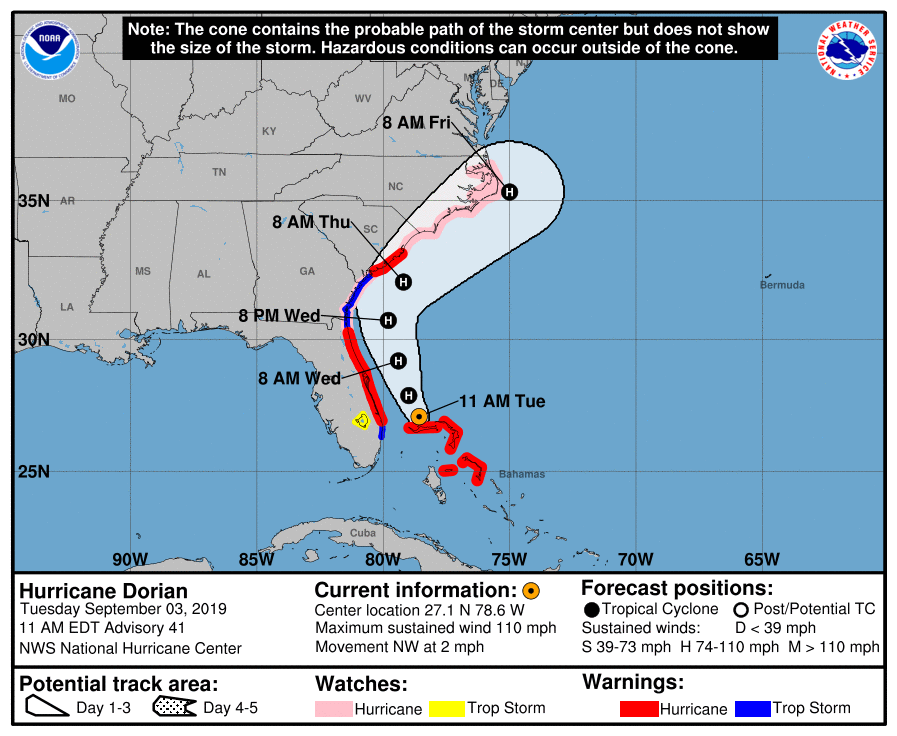 Note: The cone contains the probable path of the storm center but does not show
the size of the storm. Hazardous conditions can occur outside of the cone.
NOAA
NATIONAL WEATHER SERVICE
NJ
MO
WV
DE
8 AM Fri
KY
TN
NC
35N
AR
8 AM Thu
SC
MS
AL
GA
Bermuda
LA
8 PM Wed
30N
8 AM Wed
11 AM Tue
H
H
H
H
H
25N
Bahamas
Cuba
90W
85W
80W
75W
70W
65W
Hurricane Dorian
Tuesday September 03, 2019
11 AM EDT Advisory 41
NWS National Hurricane Center
Current information:
Center location 27.1 N 78.6 W
Maximum sustained wind 110 mph
Movement NW at 2 mph
Forecast positions:
Tropical Cyclone
Post/Potential TC
Sustained winds:
D < 39 mph
S 39-73 mph H 74-110 mph M > 110 mph
Potential track area:
Day 1-3
Day 4-5
Watches:
Hurricane
Trop Storm
Warnings:
Hurricane
Trop Storm